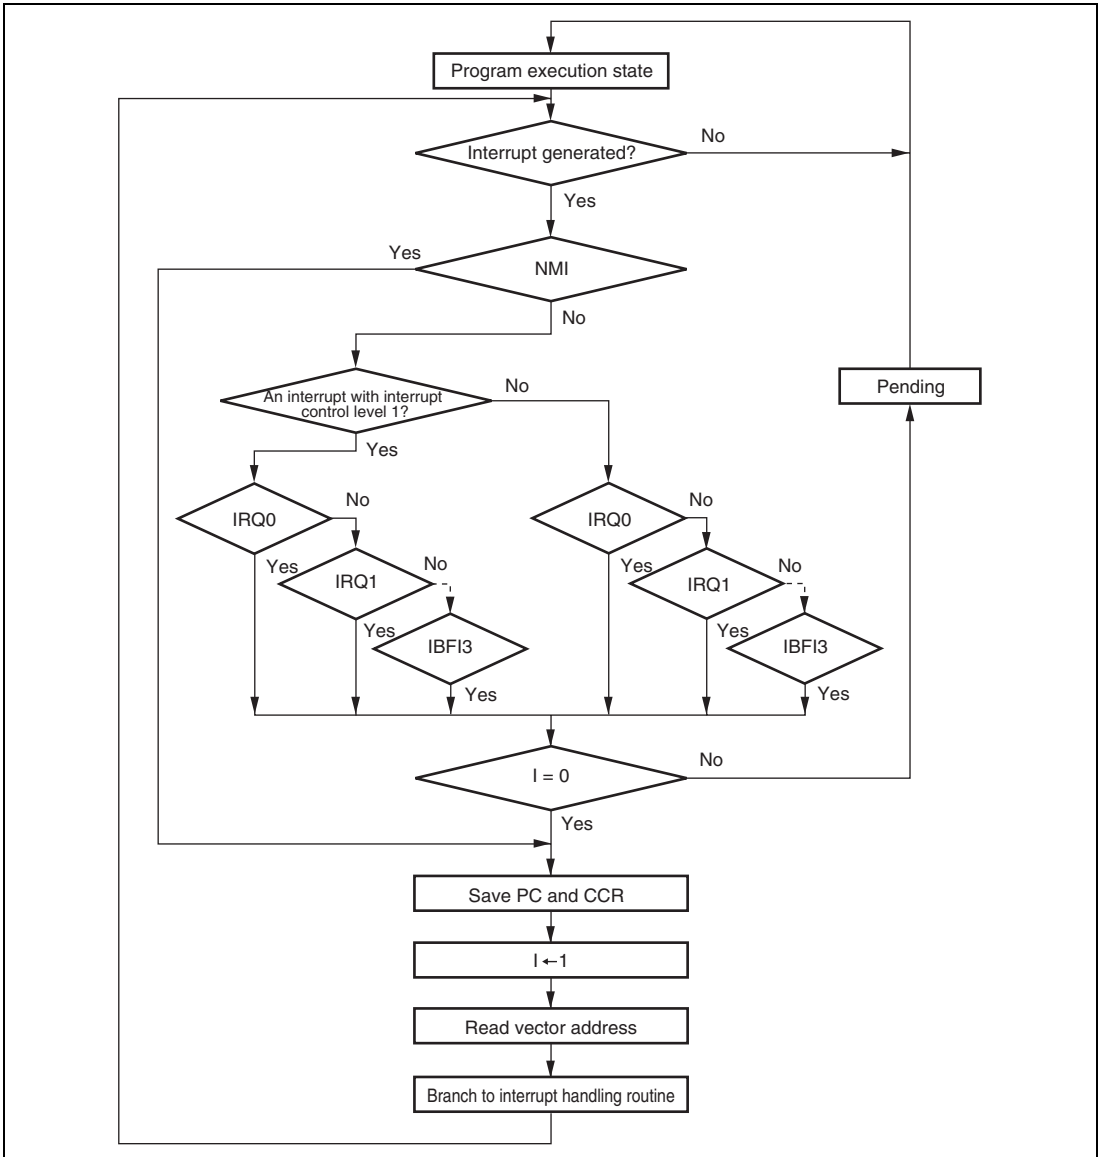 Program execution state
Interrupt generated?
No
Yes
Yes
NMI
No
An interrupt with interrupt
control level 1?
No
Pending
Yes
IRQ0
No
IRQ0
No
Yes
IRQ1
No
Yes
IRQ1
No
Yes
IBFI3
Yes
IBFI3
Yes
Yes
I = 0
No
Yes
Save PC and CCR
I ←1
Read vector address
Branch to interrupt handling routine